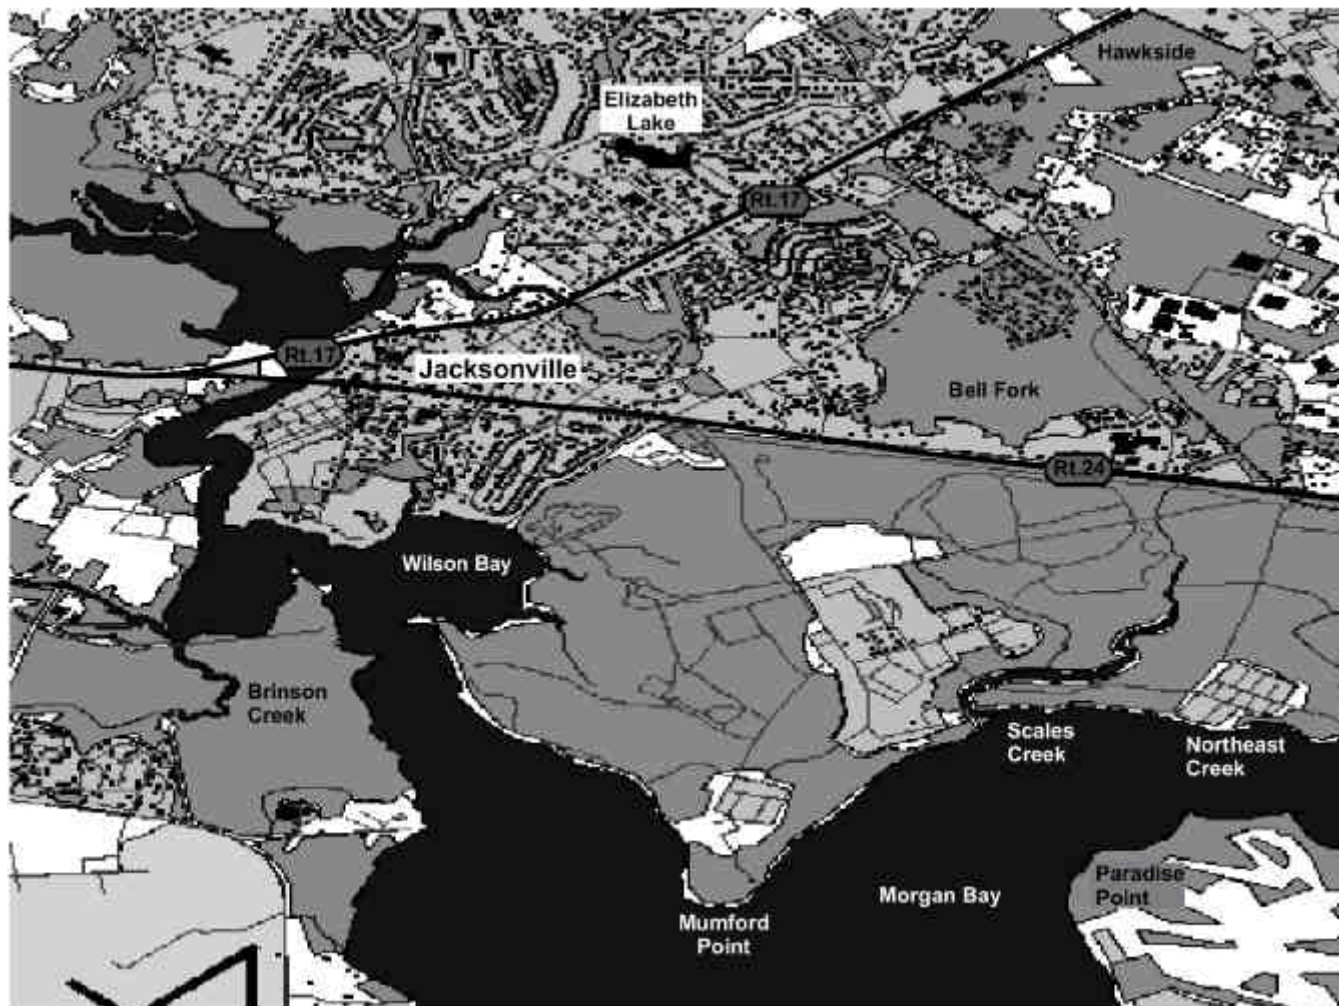 Hawkside
Elizabeth
Lake
Rt.17
Rt.17
Jacksonville
Bell Fork
Rt.24
Wilson Bay
Brinson
Creek
Scales
Creek
Northeast
Creek
Paradise
Point
Morgan Bay
Mumford
Point